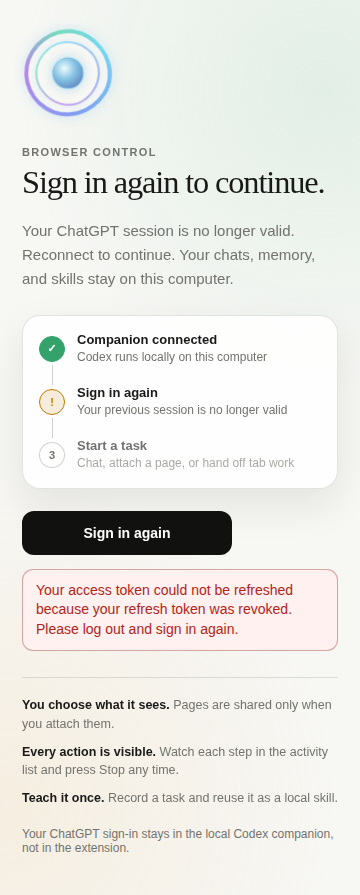 BROWSER CONTROL
Sign in again to continue.
Your ChatGPT session is no longer valid.
Reconnect to continue. Your chats, memory,
and skills stay on this computer.
✓
Companion connected
Codex runs locally on this computer
!
Sign in again
Your previous session is no longer valid
3
Start a task
Chat, attach a page, or hand off tab work
Sign in again
Your access token could not be refreshed
because your refresh token was revoked.
Please log out and sign in again.
You choose what it sees. Pages are shared only when
you attach them.
Every action is visible. Watch each step in the activity
list and press Stop any time.
Teach it once. Record a task and reuse it as a local skill.
Your ChatGPT sign-in stays in the local Codex companion,
not in the extension.